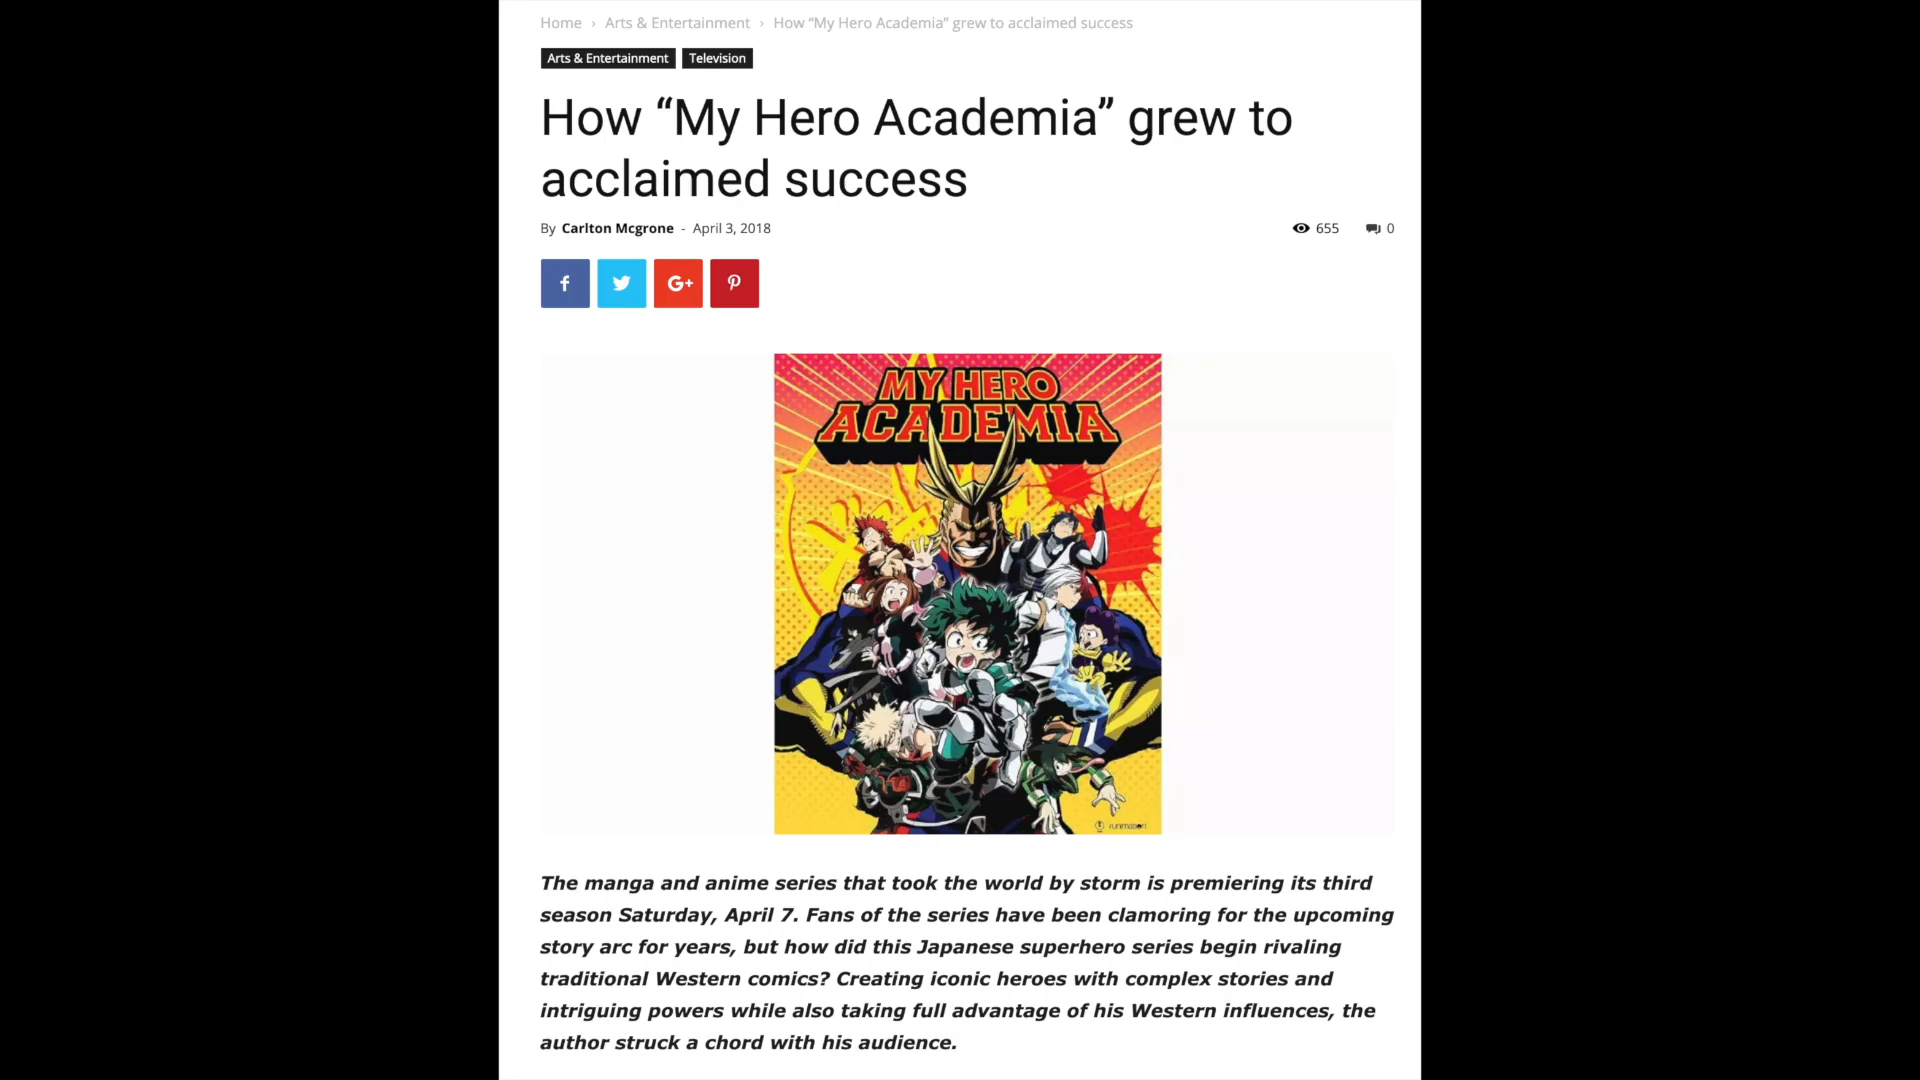 Home › Arts & Entertainment › How “My Hero Academia” grew to acclaimed success
Arts & Entertainment Television
How “My Hero Academia” grew to
acclaimed success
By Carlton Mcgrone - April 3, 2018 655 0
f G+
MY HERO
ACADEMIA
FUNIMATION
The manga and anime series that took the world by storm is premiering its third
season Saturday, April 7. Fans of the series have been clamoring for the upcoming
story arc for years, but how did this Japanese superhero series begin rivaling
traditional Western comics? Creating iconic heroes with complex stories and
intriguing powers while also taking full advantage of his Western influences, the
author struck a chord with his audience.